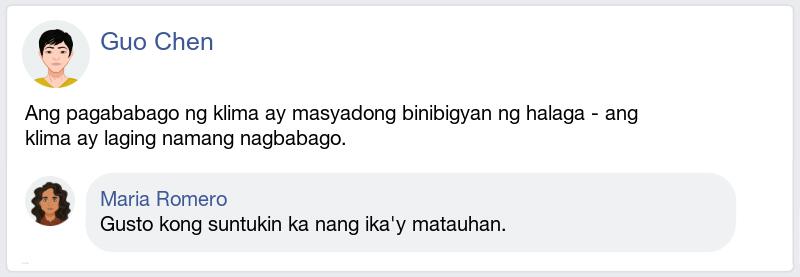 Guo Chen
Ang pagababago ng klima ay masyadong binibigyan ng halaga - ang
klima ay laging namang nagbabago.
Maria Romero
Gusto kong suntukin ka nang ika'y matauhan.